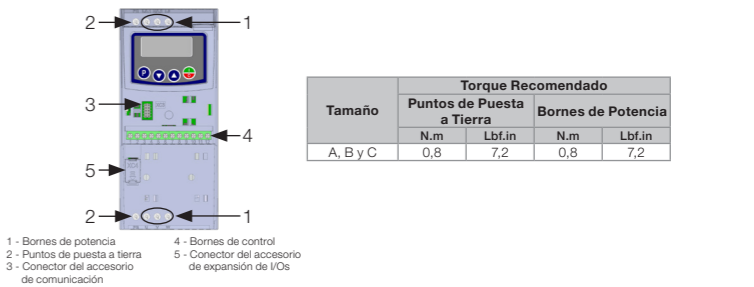 2
1
P
3
4
5
2
1
1 - Bornes de potencia
2 - Puntos de puesta a tierra
3 - Conector del accesorio
de comunicación
4 - Bornes de control
5 - Conector del accesorio
de expansión de I/Os
Torque Recomendado
Tamaño
Puntos de Puesta
a Tierra
Bornes de Potencia
N.m
Lbf.in
N.m
Lbf.in
A, B y C
0,8
7,2
0,8
7,2